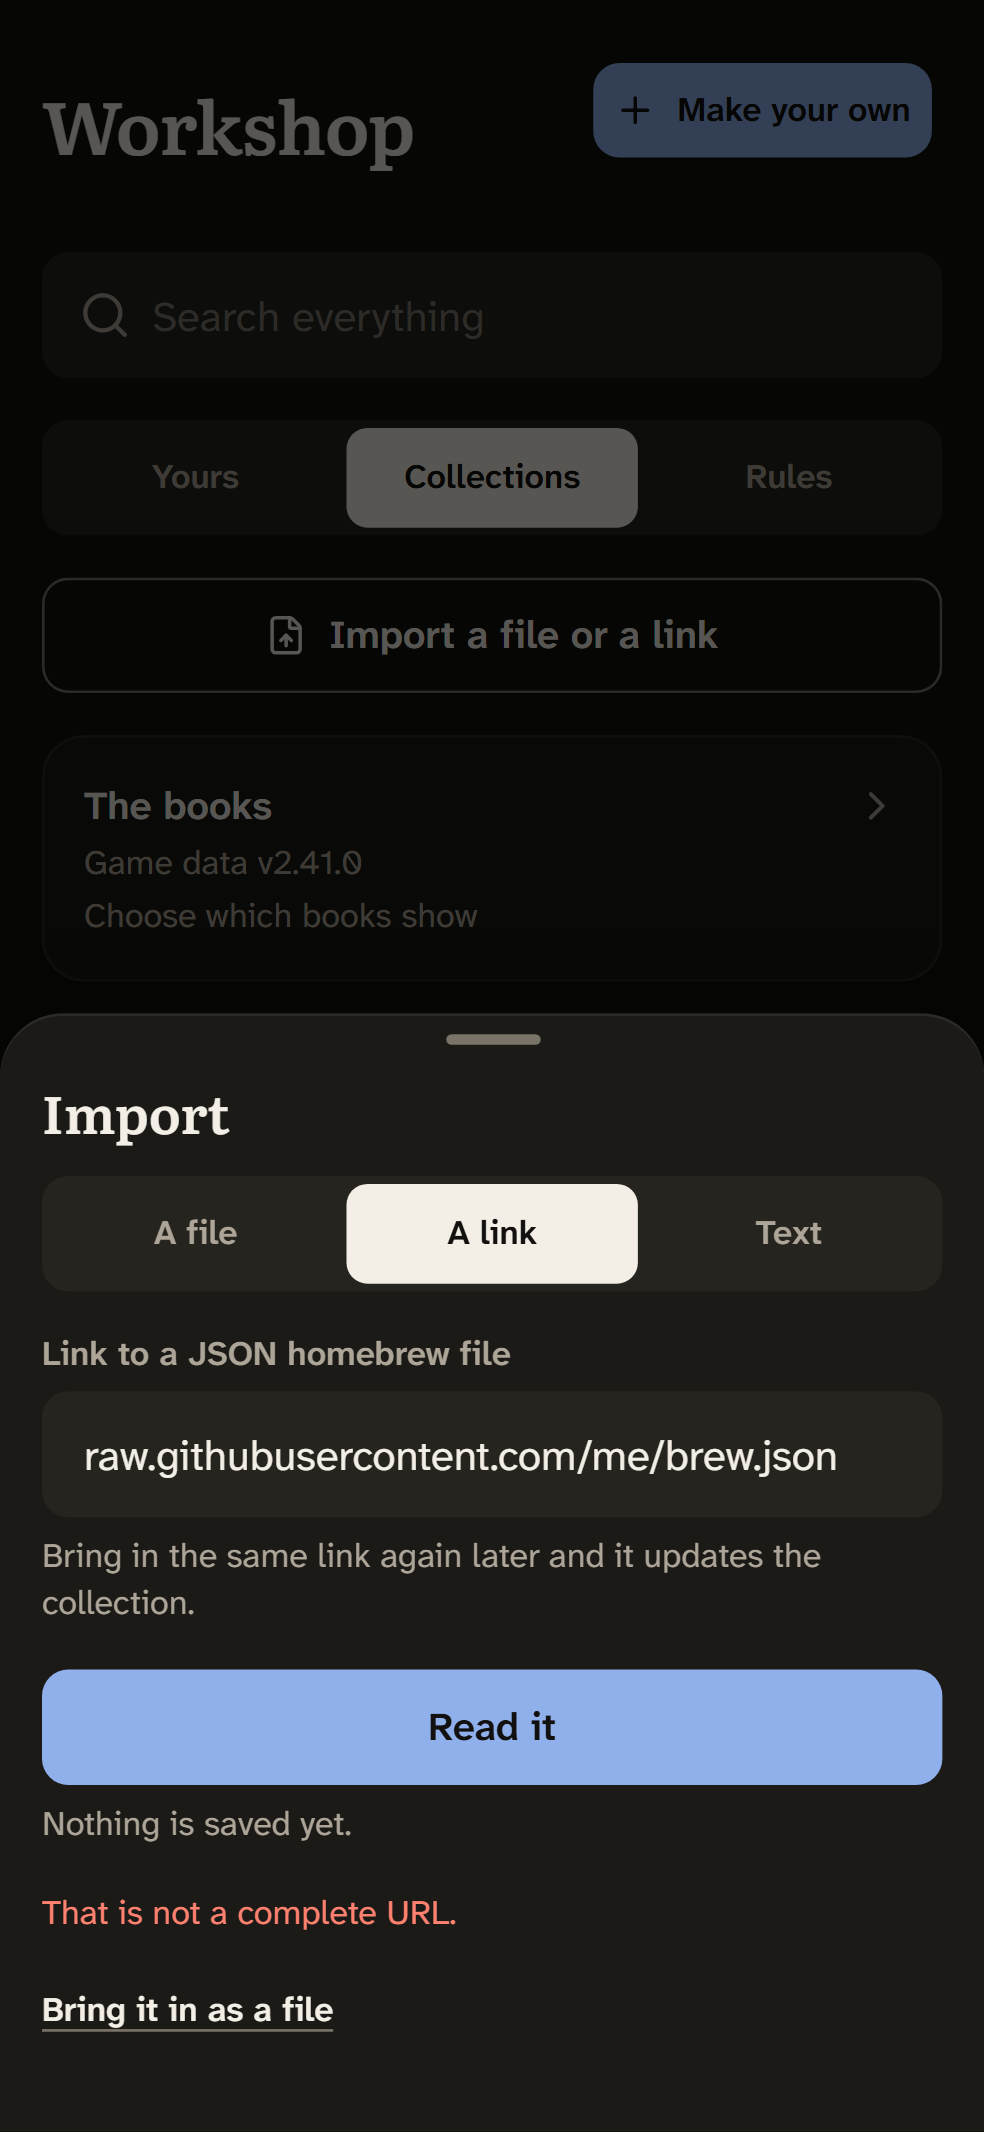 Workshop
Make your own
Search everything
Yours
Collections
Rules
Import a file or a link
The books
Game data v2.41.0
Choose which books show
Import
A file
A link
Text
Link to a JSON homebrew file
raw.githubusercontent.com/me/brew.json
Bring in the same link again later and it updates the
collection.
Read it
Nothing is saved yet.
That is not a complete URL.
Bring it in as a file